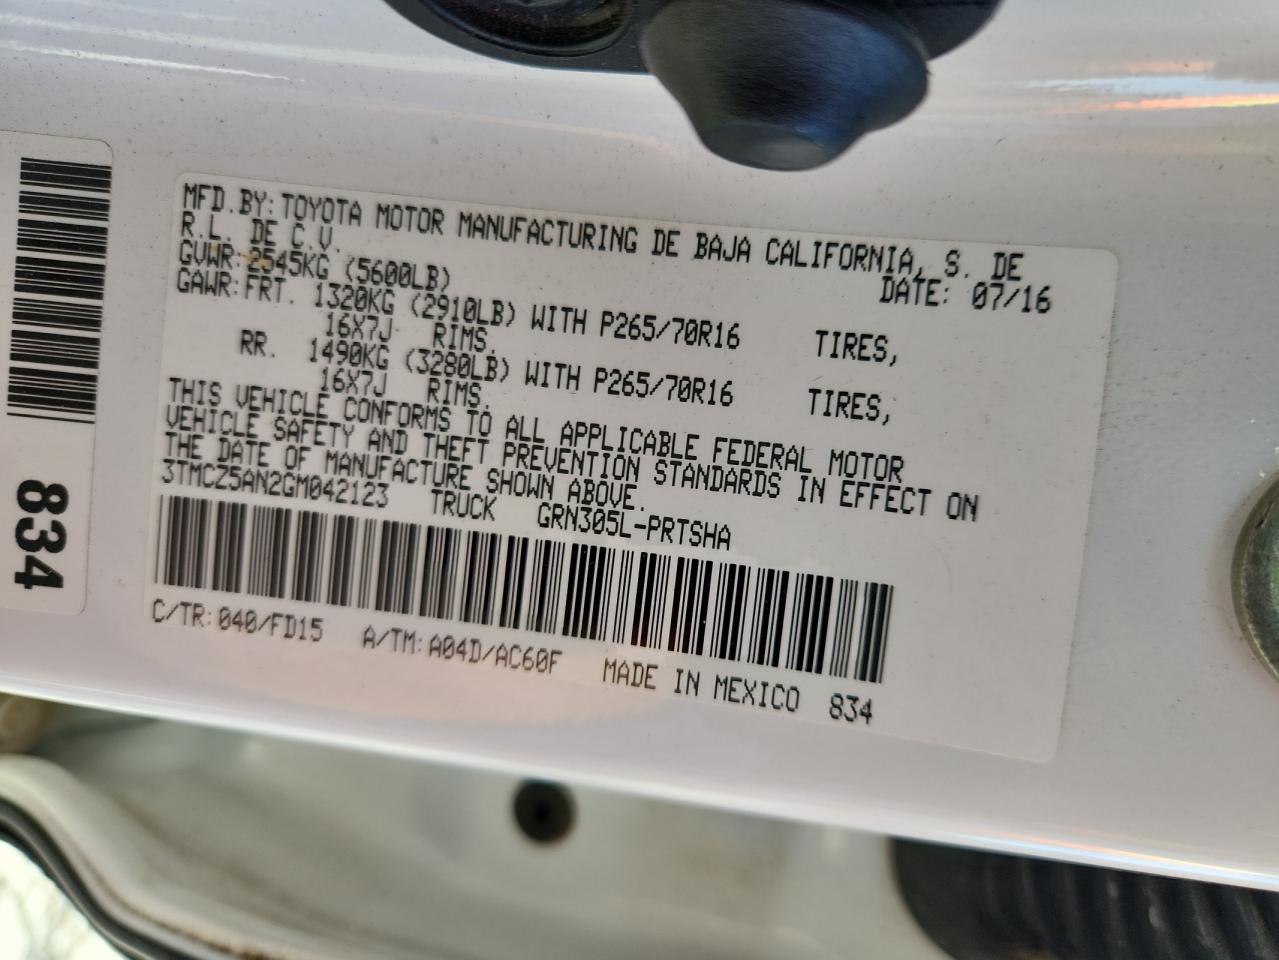 MFD.BY:TOYOTA MOTOR MANUFACTURING DE BAJA CALIFORNIA, S. DE
R.L. DE C.V. DATE: 07/16
GVWR:2545KG (5600LB)
GAWR:FRT. 1320KG (2910LB) WITH P265/70R16 TIRES,
16X7J RIMS.
RR. 1490KG (3280LB) WITH P265/70R16 TIRES,
16X7J RIMS.
THIS VEHICLE CONFORMS TO ALL APPLICABLE FEDERAL MOTOR
VEHICLE SAFETY AND THEFT PREVENTION STANDARDS IN EFFECT ON
THE DATE OF MANUFACTURE SHOWN ABOVE.
3TMCZ5AN2GM042123 TRUCK GRN305L-PRTSHA
C/TR:040/FD15 A/TM:A04D/AC60F MADE IN MEXICO 834
834